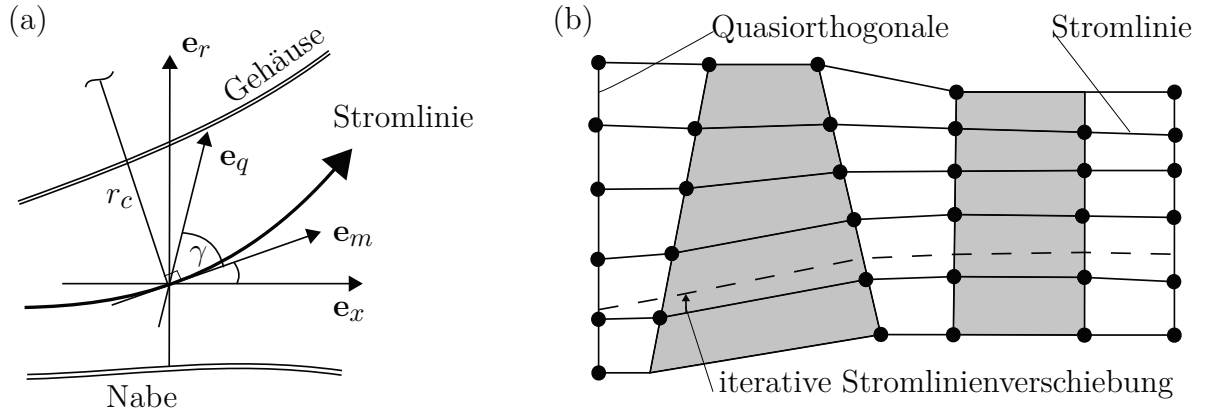 (a)
e_r
Gehäuse
Stromlinie
e_q
r_c
γ
e_m
e_x
Nabe
(b)
Quasiorthogonale
Stromlinie
iterative Stromlinienverschiebung